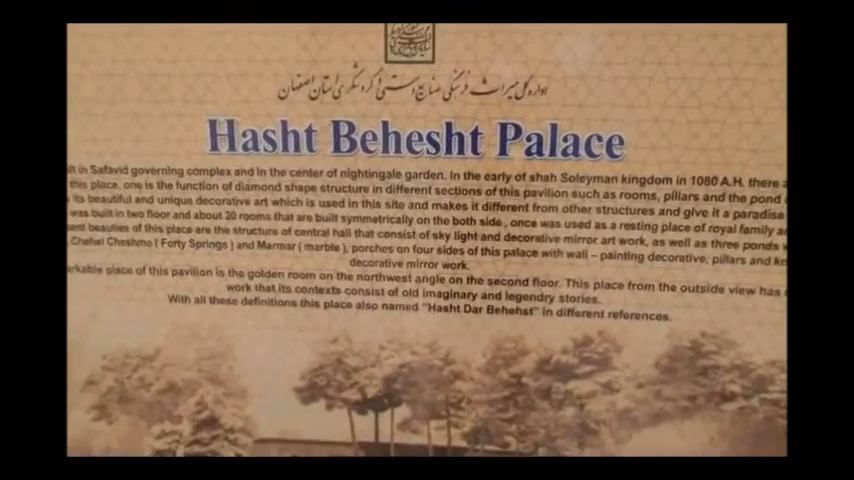 اداره کل میراث فرهنگی صنایع دستی و گردشگری استان اصفهان
Hasht Behesht Palace
in Safavid governing complex and in the center of nightingale garden. In the early of shah Soleyman kingdom in 1080 A.H. there
this place, one is the function of diamond shape structure in different sections of this pavilion such as rooms, pillars and the pond
its beautiful and unique decorative art which is used in this site and makes it different from other structures and give it a paradise
was built in two floor and about 20 rooms that are built symmetrically on the both side , once was used as a resting place of royal family
beauties of this place are the structure of central hall that consist of sky light and decorative mirror art work, as well as three ponds
Chehel Cheshme ( Forty Springs ) and Marmar ( marble ), porches on four sides of this palace with wall – painting decorative, pillars and
decorative mirror work.
place of this pavilion is the golden room on the northwest angle on the second floor. This place from the outside view has
work that its contexts consist of old imaginary and legendry stories.
With all these definitions this place also named "Hasht Dar Behehst" in different references.